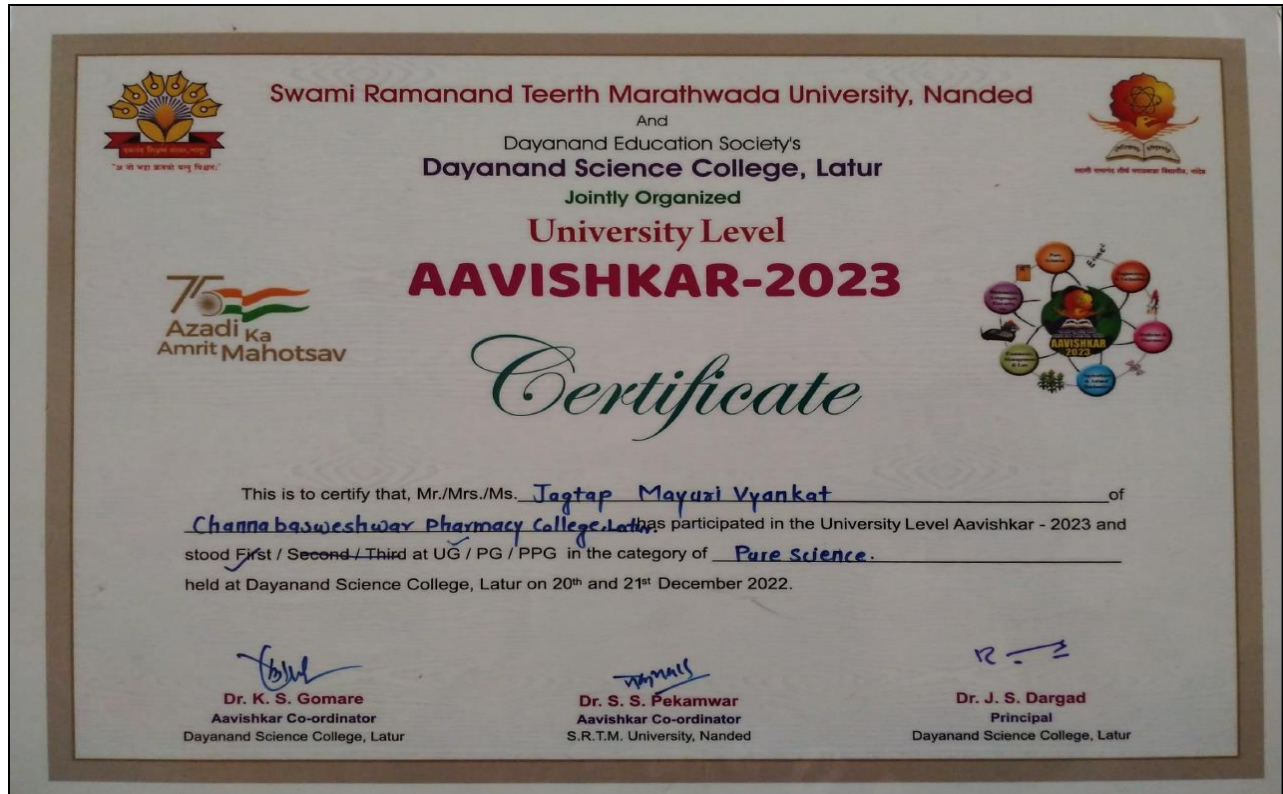 Swami Ramanand Teerth Marathwada University, Nanded
And
Dayanand Education Society's
Dayanand Science College, Latur
Jointly Organized
University Level
AAVISHKAR-2023
75
Azadi Ka
Amrit Mahotsav
AAVISHKAR
2023
Certificate
This is to certify that, Mr./Mrs./Ms. Jagtap Mayuri Vyankat of
Channabasweshwar Pharmacy College, Latur. has participated in the University Level Aavishkar - 2023 and
stood First / Second / Third at UG / PG / PPG in the category of Pure Science.
held at Dayanand Science College, Latur on 20th and 21st December 2022.
Dr. K. S. Gomare
Aavishkar Co-ordinator
Dayanand Science College, Latur
Dr. S. S. Pekamwar
Aavishkar Co-ordinator
S.R.T.M. University, Nanded
Dr. J. S. Dargad
Principal
Dayanand Science College, Latur